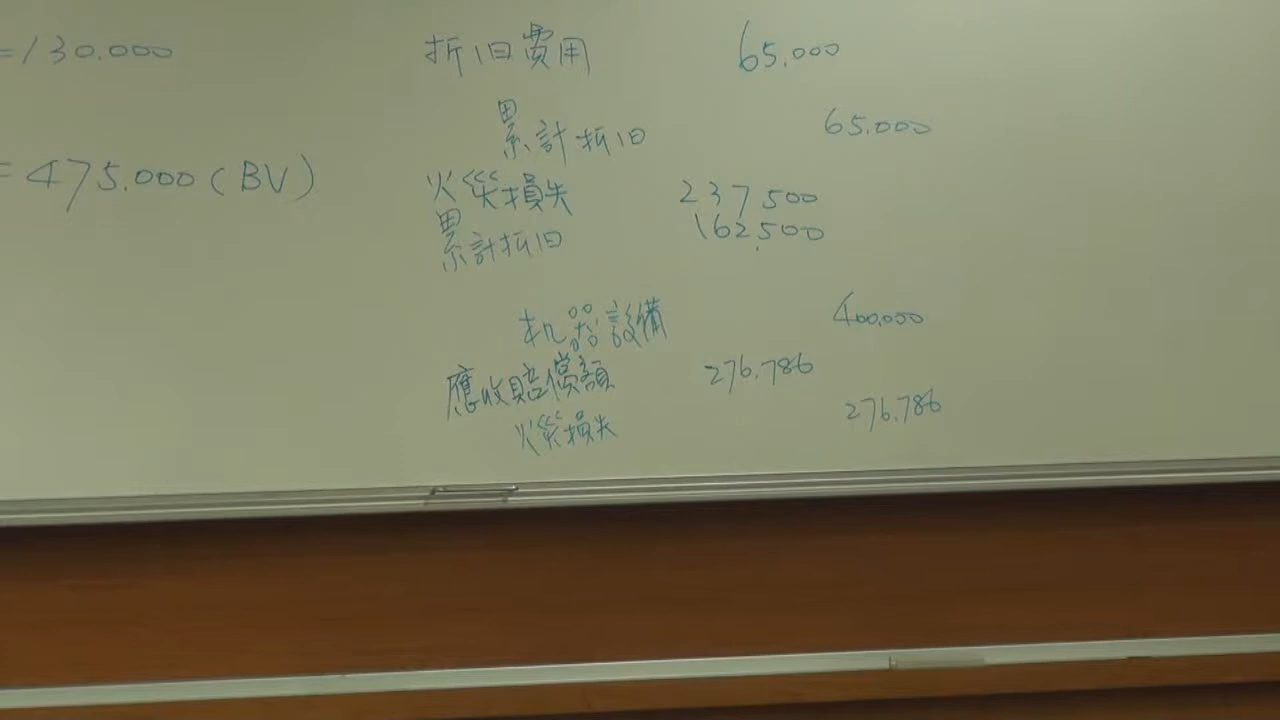 =130.000
折旧費用 65.000
累計折旧 65.000
=475.000(BV)
火災損失 237500
累計折旧 162.500
机器設備 400.000
應收賠償額 276.786
火災損失 276.786